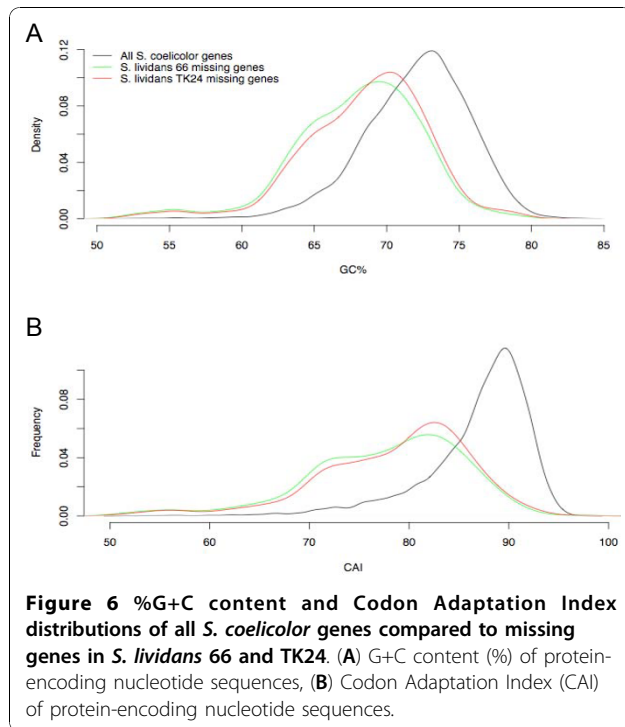 A
All S. coelicolor genes
S. lividans 66 missing genes
S. lividans TK24 missing genes
Density
0.00 0.04 0.08 0.12
50 55 60 65 70 75 80 85
GC%
B
Frequency
0.00 0.04 0.08
50 60 70 80 90 100
CAI
Figure 6 %G+C content and Codon Adaptation Index
distributions of all S. coelicolor genes compared to missing
genes in S. lividans 66 and TK24. (A) G+C content (%) of protein-
encoding nucleotide sequences, (B) Codon Adaptation Index (CAI)
of protein-encoding nucleotide sequences.